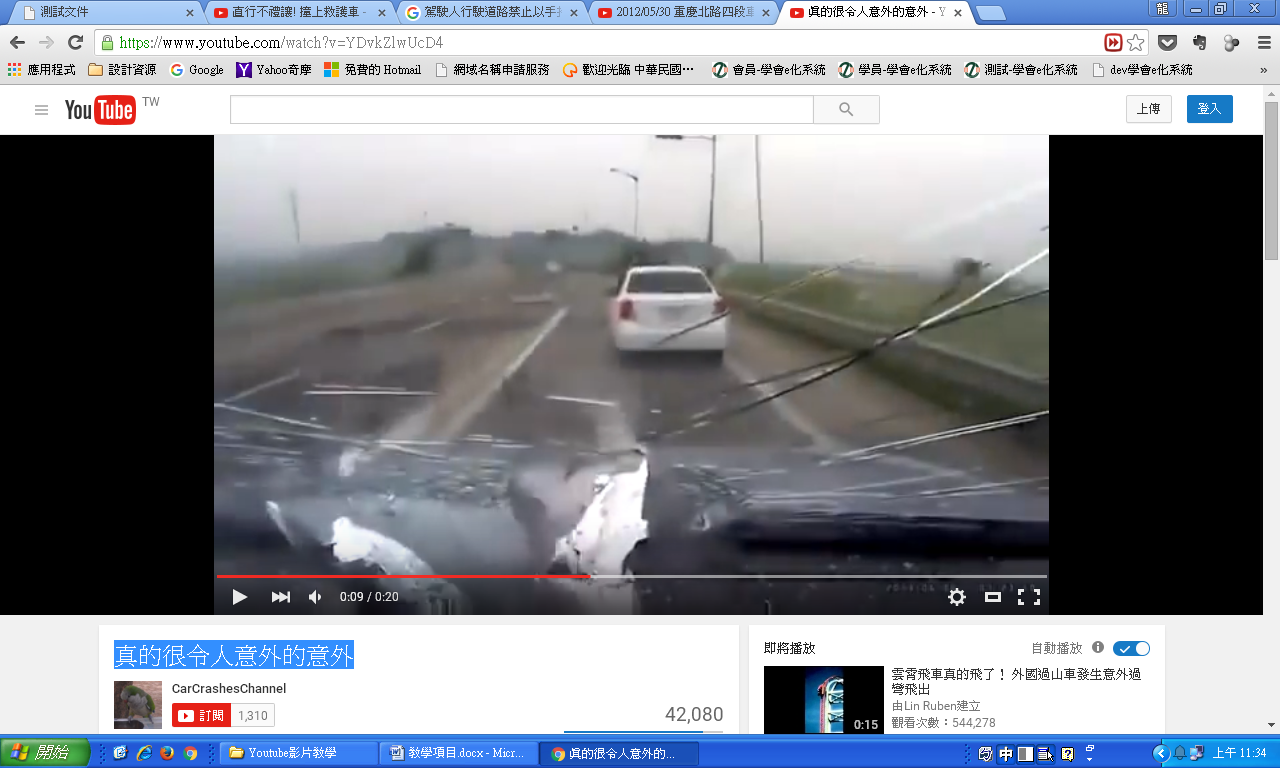 測試文件
直行不禮讓! 撞上救護車 -
駕駛人行駛道路禁止以手
2012/07/30 重慶北路四段
真的很令人意外的意外 - Y
龍
https://www.youtube.com/watch?v=YDvkZlwUcD4
應用程式
設計資源
Google
Yahoo奇摩
免費的 Hotmail
網域名稱申請服務
歡迎光臨 中華民國⋯
會員-學會e化系統
學員-學會e化系統
測試-學會e化系統
dev學會e化系統
»
YouTube TW
上傳
登入
0:09 / 0:20
真的很令人意外的意外
CarCrashesChannel
訂閱 1,310
42,080
即將播放
自動播放
雲霄飛車真的飛了！ 外國過山車發生意外過
彎飛出
由Lin Ruben建立
觀看次數：544,278
0:15
開始
Youtube影片教學
教學項目.docx - Micr...
真的很令人意外的...
中
上午 11:34